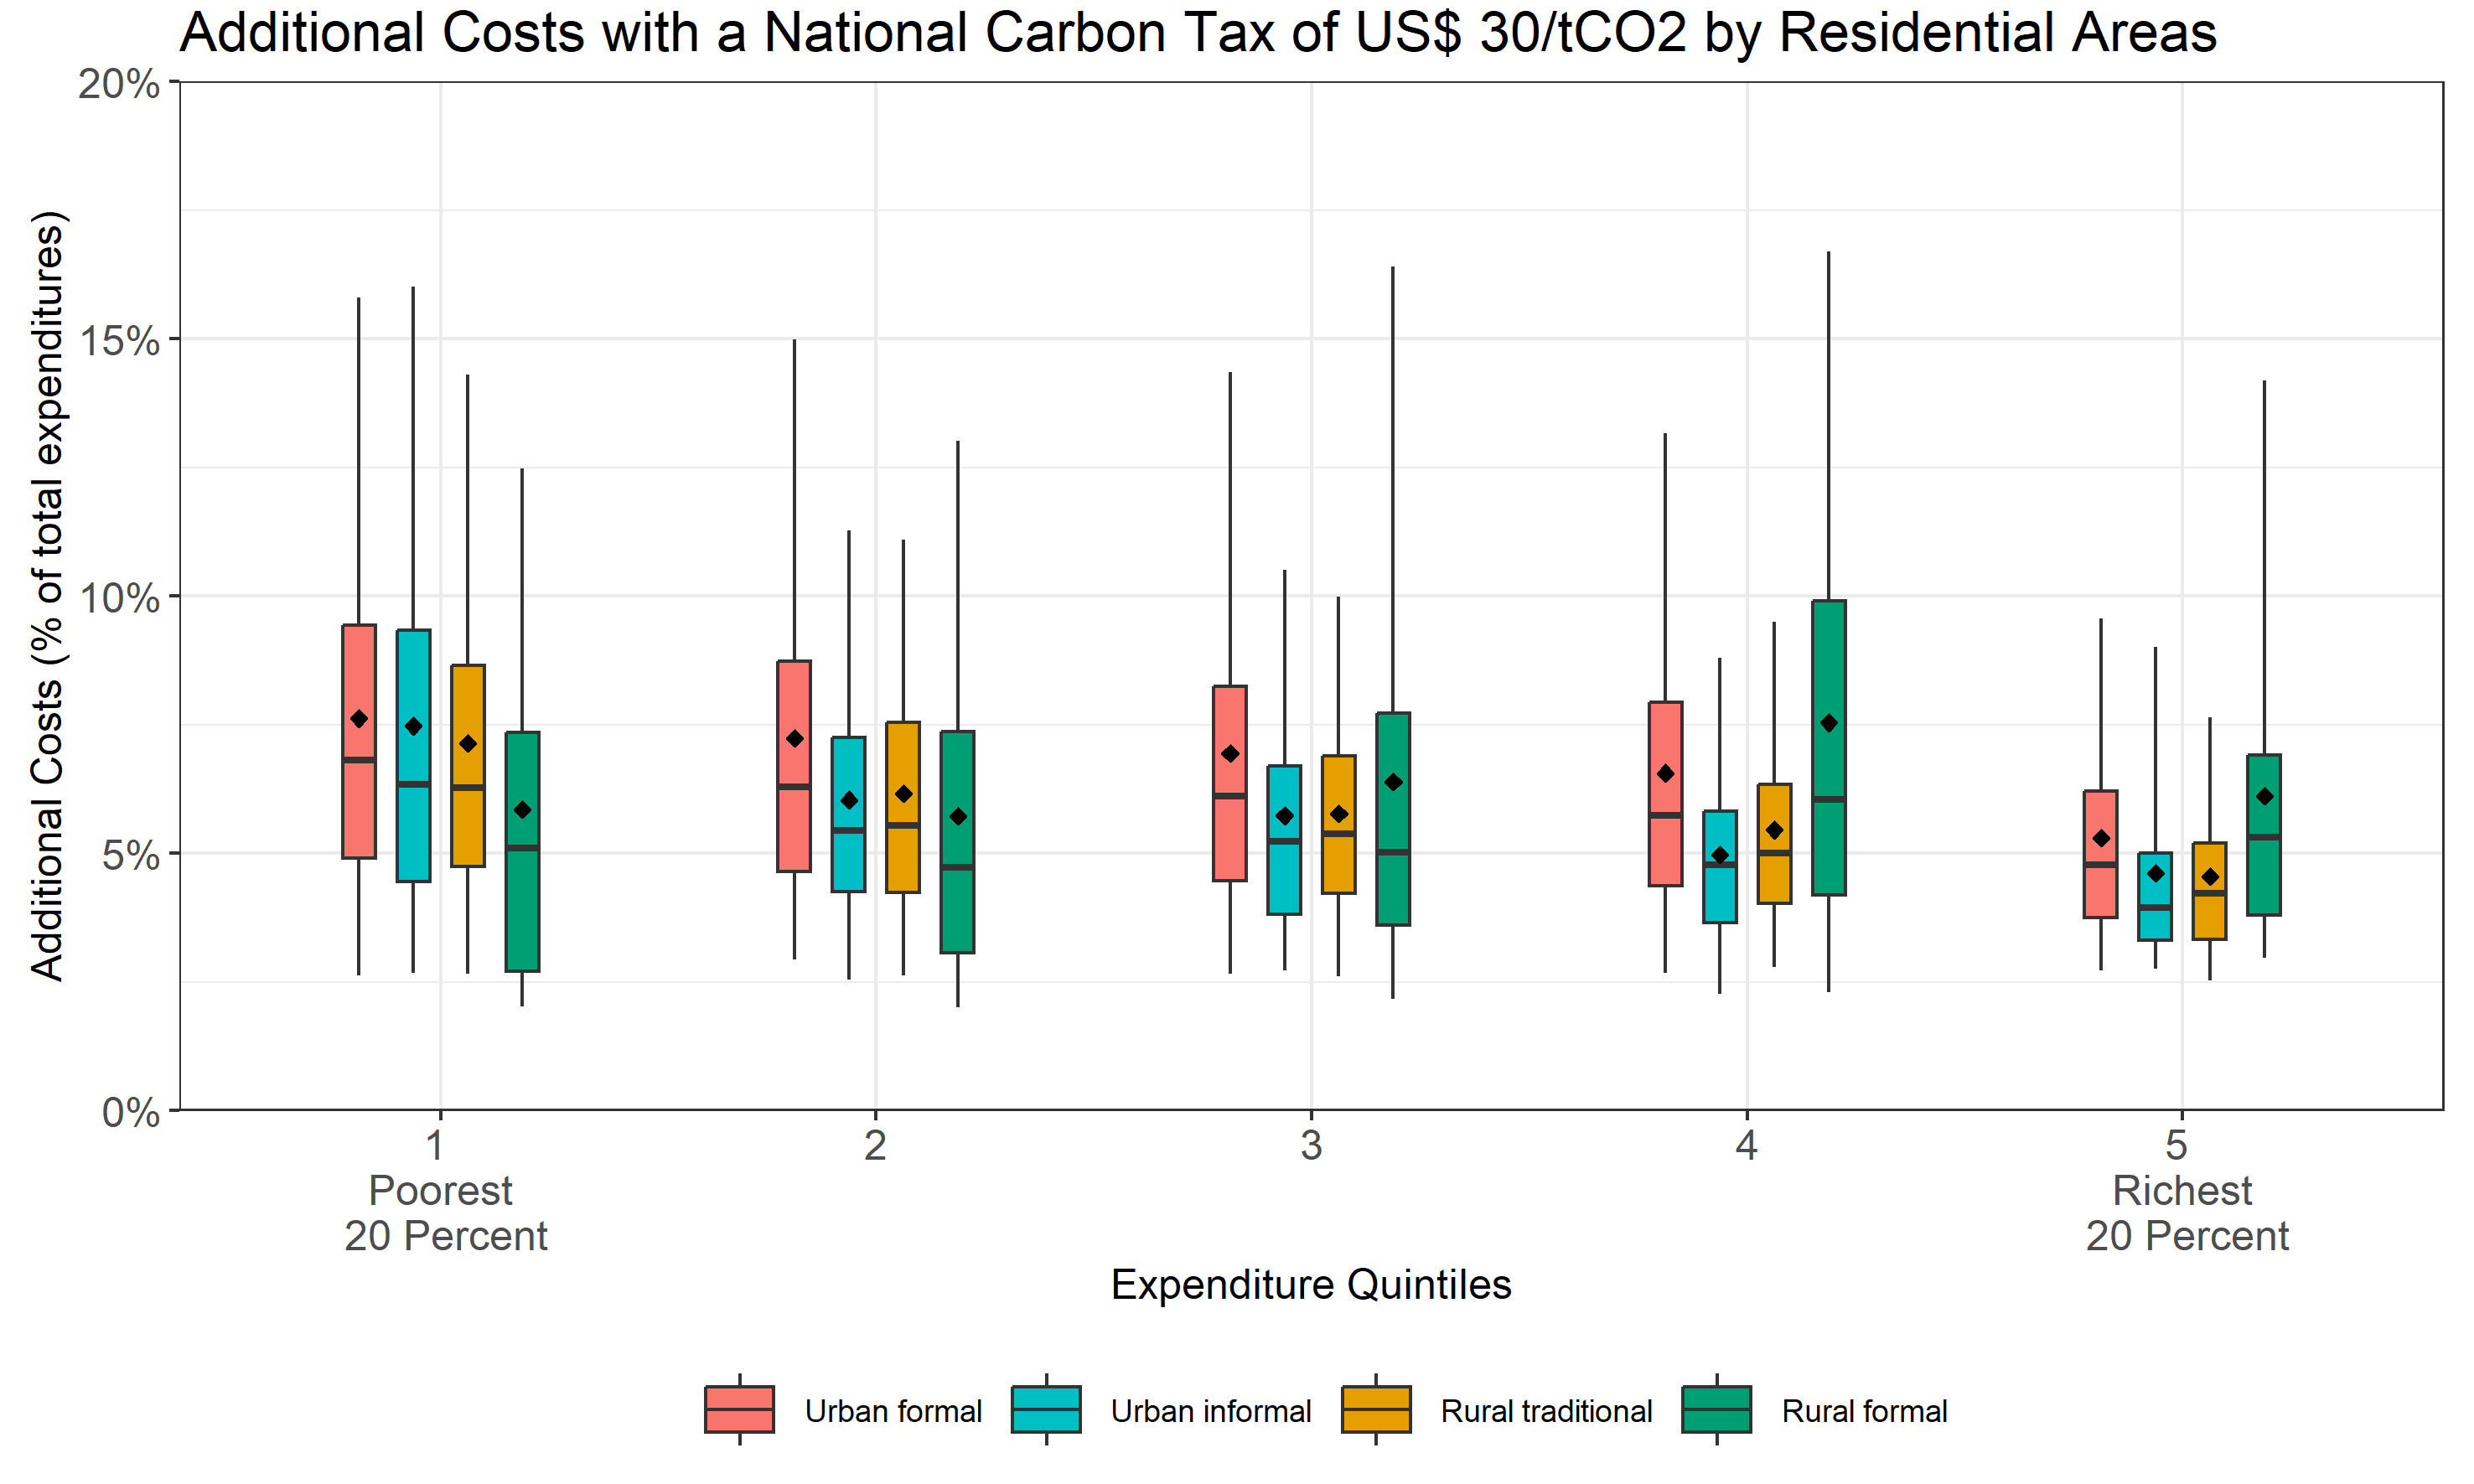 Additional Costs with a National Carbon Tax of US$ 30/tCO2 by Residential Areas
Additional Costs (% of total expenditures)
20%
15%
10%
5%
0%
1
Poorest
20 Percent
2
3
4
5
Richest
20 Percent
Expenditure Quintiles
Urban formal
Urban informal
Rural traditional
Rural formal